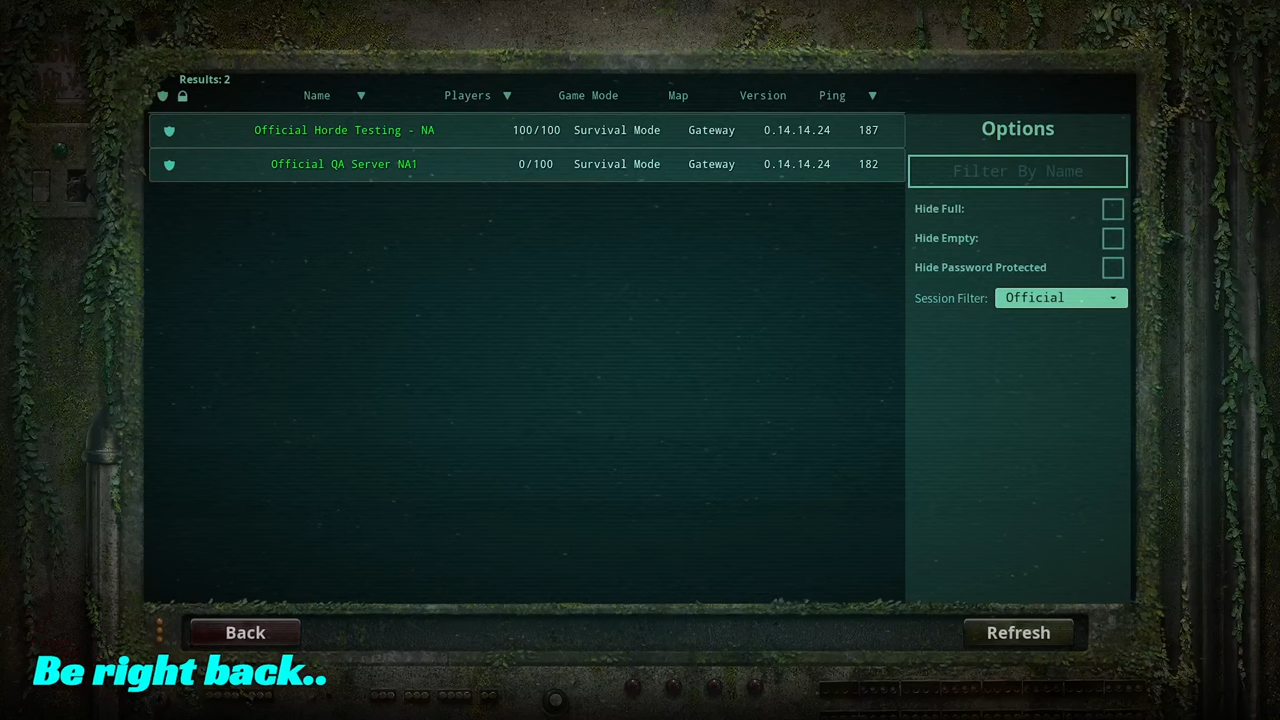 Results: 2
Name ▼ Players ▼ Game Mode Map Version Ping ▼
Official Horde Testing - NA 100/100 Survival Mode Gateway 0.14.14.24 187
Official QA Server NA1 0/100 Survival Mode Gateway 0.14.14.24 182
Options
Filter By Name
Hide Full:
Hide Empty:
Hide Password Protected
Session Filter: Official
Back
Refresh
Be right back..